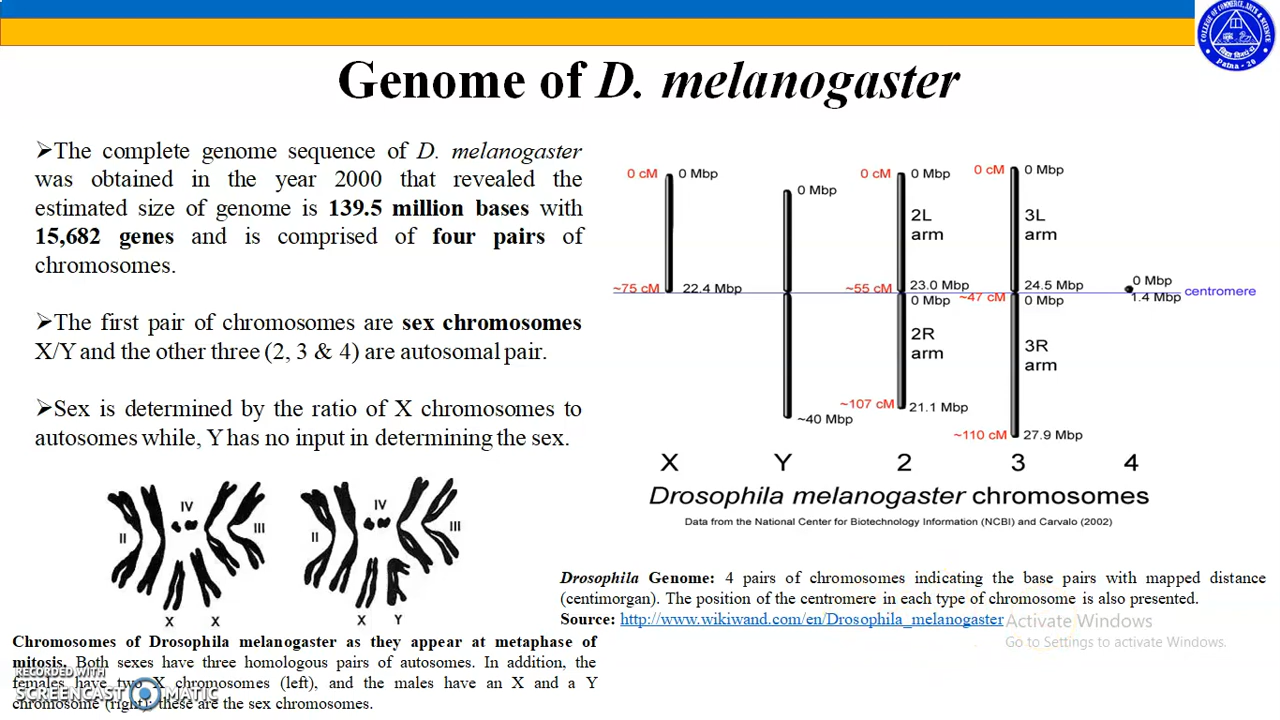 COLLEGE OF COMMERCE, ARTS & SCIENCE
Patna - 20
Genome of D. melanogaster
➢The complete genome sequence of D. melanogaster
was obtained in the year 2000 that revealed the
estimated size of genome is 139.5 million bases with
15,682 genes and is comprised of four pairs of
chromosomes.
➢The first pair of chromosomes are sex chromosomes
X/Y and the other three (2, 3 & 4) are autosomal pair.
➢Sex is determined by the ratio of X chromosomes to
autosomes while, Y has no input in determining the sex.
II IV III
X X
II IV III
X Y
Chromosomes of Drosophila melanogaster as they appear at metaphase of
mitosis. Both sexes have three homologous pairs of autosomes. In addition, the
females have two X chromosomes (left), and the males have an X and a Y
chromosome (right); these are the sex chromosomes.
RECORDED WITH
SCREENCAST MATIC
0 cM 0 Mbp
~75 cM 22.4 Mbp
0 Mbp
~40 Mbp
0 cM 0 Mbp
2L
arm
~55 cM 23.0 Mbp
0 Mbp
2R
arm
~107 cM 21.1 Mbp
0 cM 0 Mbp
3L
arm
24.5 Mbp
~47 cM 0 Mbp
3R
arm
~110 cM 27.9 Mbp
0 Mbp
1.4 Mbp
centromere
X Y 2 3 4
Drosophila melanogaster chromosomes
Data from the National Center for Biotechnology Information (NCBI) and Carvalo (2002)
Drosophila Genome: 4 pairs of chromosomes indicating the base pairs with mapped distance
(centimorgan). The position of the centromere in each type of chromosome is also presented.
Source: http://www.wikiwand.com/en/Drosophila_melanogaster
Activate Windows
Go to Settings to activate Windows.